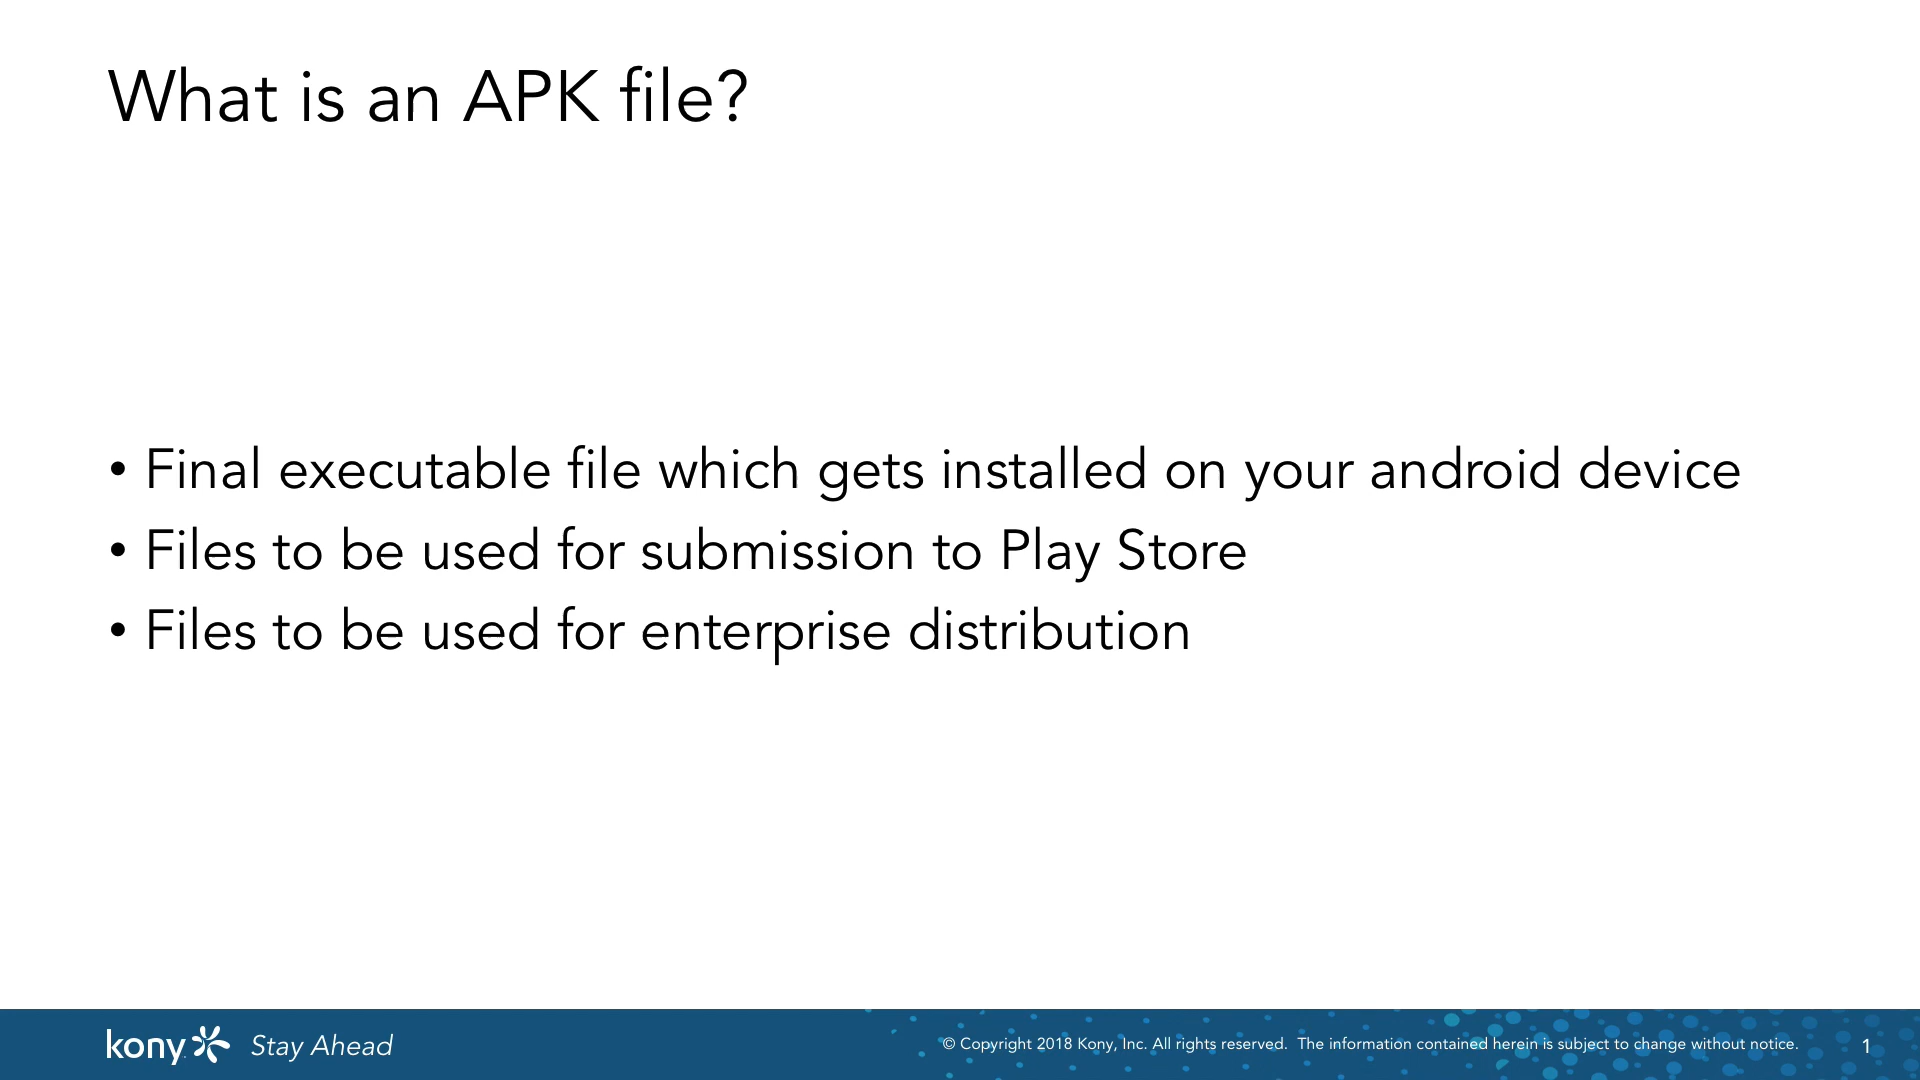 What is an APK file?
• Final executable file which gets installed on your android device
• Files to be used for submission to Play Store
• Files to be used for enterprise distribution
kony Stay Ahead
© Copyright 2018 Kony, Inc. All rights reserved. The information contained herein is subject to change without notice.
1